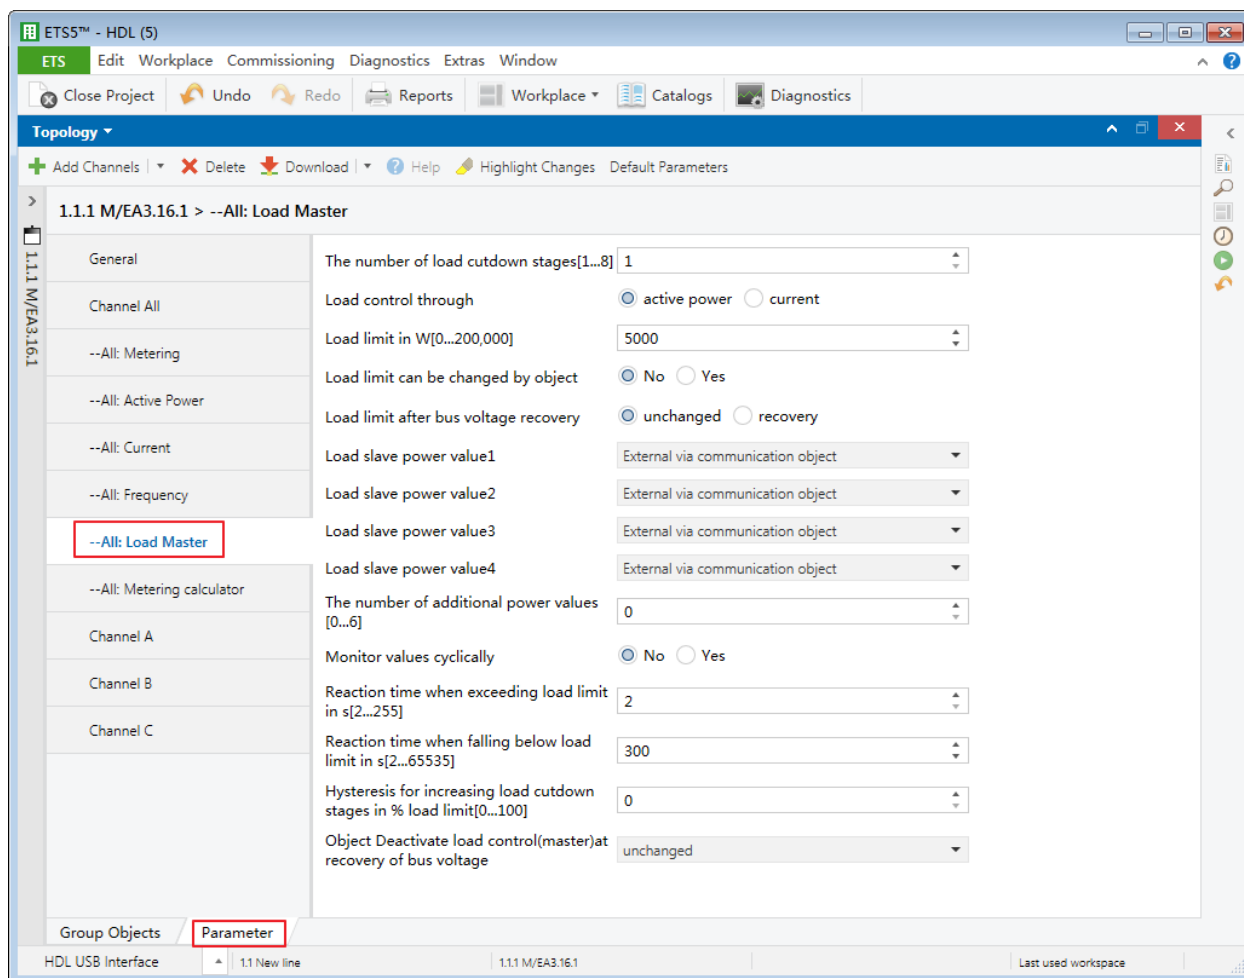 ETS5™ - HDL (5)
ETS Edit Workplace Commissioning Diagnostics Extras Window
Close Project Undo Redo Reports Workplace Catalogs Diagnostics
Topology
Add Channels Delete Download Help Highlight Changes Default Parameters
1.1.1 M/EA3.16.1 > --All: Load Master
1.1.1 M/EA3.16.1
General
Channel All
--All: Metering
--All: Active Power
--All: Current
--All: Frequency
--All: Load Master
--All: Metering calculator
Channel A
Channel B
Channel C
The number of load cutdown stages[1...8] 1
Load control through active power current
Load limit in W[0...200,000] 5000
Load limit can be changed by object No Yes
Load limit after bus voltage recovery unchanged recovery
Load slave power value1 External via communication object
Load slave power value2 External via communication object
Load slave power value3 External via communication object
Load slave power value4 External via communication object
The number of additional power values
[0...6] 0
Monitor values cyclically No Yes
Reaction time when exceeding load limit
in s[2...255] 2
Reaction time when falling below load
limit in s[2...65535] 300
Hysteresis for increasing load cutdown
stages in % load limit[0...100] 0
Object Deactivate load control(master)at
recovery of bus voltage unchanged
Group Objects Parameter
HDL USB Interface 1.1 New line 1.1.1 M/EA3.16.1 Last used workspace